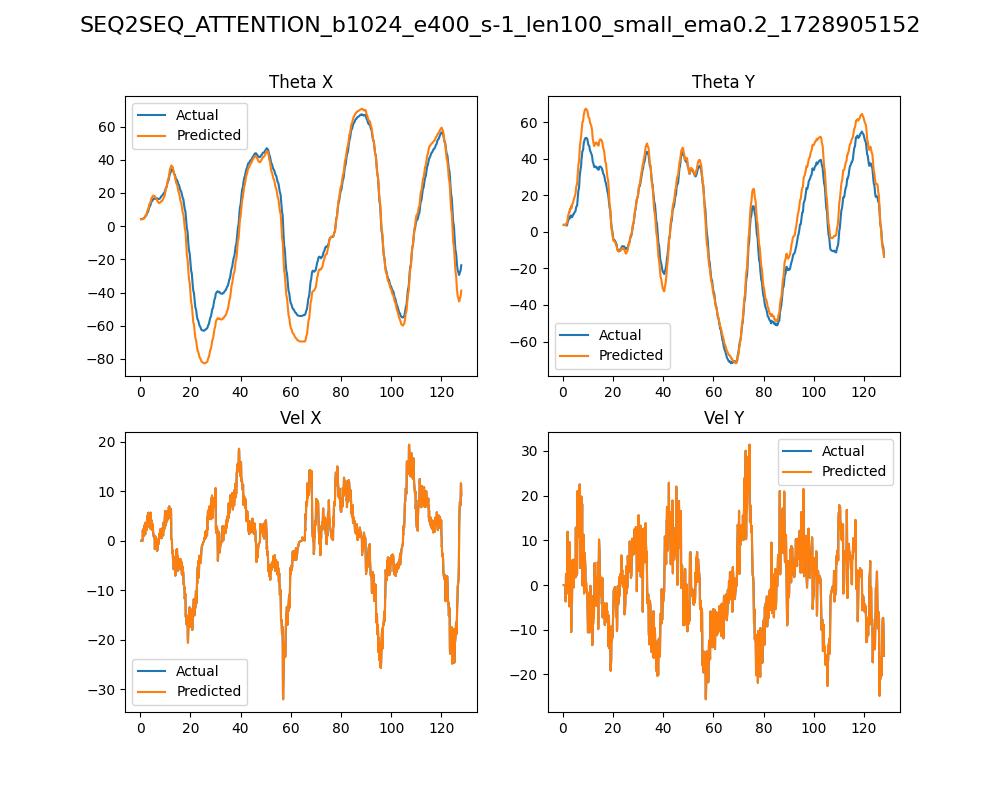 SEQ2SEQ_ATTENTION_b1024_e400_s-1_len100_small_ema0.2_1728905152
Theta X
Actual
Predicted
60
40
20
0
−20
−40
−60
−80
0 20 40 60 80 100 120
Theta Y
60
40
20
0
−20
−40
−60
Actual
Predicted
0 20 40 60 80 100 120
Vel X
20
10
0
−10
−20
−30
Actual
Predicted
0 20 40 60 80 100 120
Vel Y
Actual
Predicted
30
20
10
0
−10
−20
0 20 40 60 80 100 120